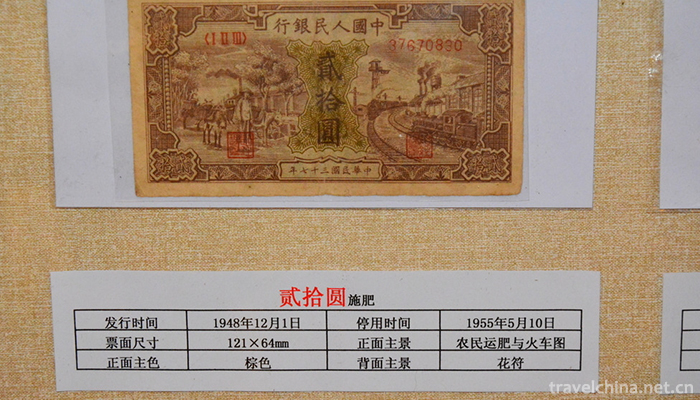 行銀民人國中
〈I II III〉 37670830
貳
拾
圓
年七十三國民華中
贰拾圆施肥
发行时间 1948年12月1日 停用时间 1955年5月10日
票面尺寸 121×64mm 正面主景 农民运肥与火车图
正面主色 棕色 背面主景 花符
travelchina.net.cn